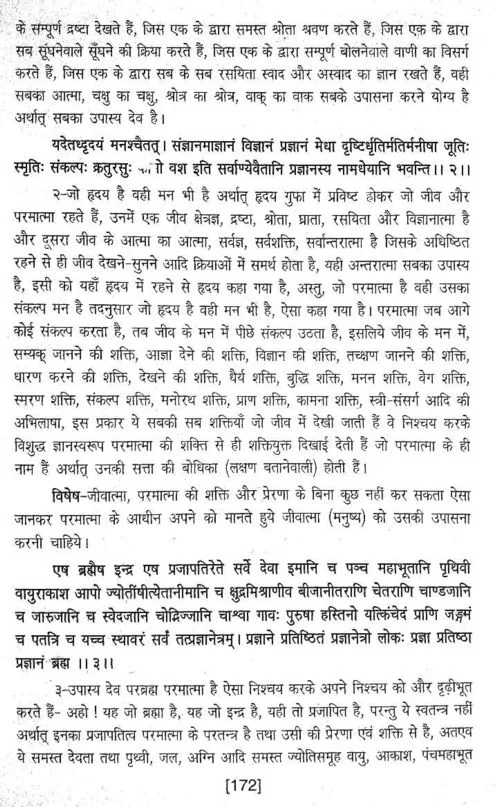 के सम्पूर्ण द्रष्टा देखते हैं, जिस एक के द्वारा समस्त श्रोता श्रवण करते हैं, जिस एक के द्वारा
सब सूंघनेवाले सूँघने की क्रिया करते हैं, जिस एक के द्वारा सम्पूर्ण बोलनेवाले वाणी का विसर्ग
करते हैं, जिस एक के द्वारा सब के सब रसयिता स्वाद और अस्वाद का ज्ञान रखते हैं, वही
सबका आत्मा, चक्षु का चक्षु, श्रोत्र का श्रोत्र, वाक् का वाक सबके उपासना करने योग्य है
अर्थात् सबका उपास्य देव है।
यदेतध्दृदयं मनश्चैतत्। संज्ञानमाज्ञानं विज्ञानं प्रज्ञानं मेधा दृष्टिर्धृतिर्मतिर्मनीषा जूतिः
स्मृतिः संकल्पः क्रतुरसुः वश इति सर्वाण्येवैतानि प्रज्ञानस्य नामधेयानि भवन्ति।। २।।
२-जो हृदय है वही मन भी है अर्थात् हृदय गुफा में प्रविष्ट होकर जो जीव और
परमात्मा रहते हैं, उनमें एक जीव क्षेत्रज्ञ, द्रष्टा, श्रोता, घ्राता, रसयिता और विज्ञानात्मा है
और दूसरा जीव के आत्मा का आत्मा, सर्वज्ञ, सर्वशक्ति, सर्वान्तरात्मा है जिसके अधिष्ठित
रहने से ही जीव देखने-सुनने आदि क्रियाओं में समर्थ होता है, यही अन्तरात्मा सबका उपास्य
है, इसी को यहाँ हृदय में रहने से हृदय कहा गया है, अस्तु, जो परमात्मा है वही उसका
संकल्प मन है तदनुसार जो हृदय है वही मन भी है, ऐसा कहा गया है। परमात्मा जब आगे
कोई संकल्प करता है, तब जीव के मन में पीछे संकल्प उठता है, इसलिये जीव के मन में,
सम्यक् जानने की शक्ति, आज्ञा देने की शक्ति, विज्ञान की शक्ति, तच्क्षण जानने की शक्ति,
धारण करने की शक्ति, देखने की शक्ति, धैर्य शक्ति, बुद्धि शक्ति, मनन शक्ति, वेग शक्ति,
स्मरण शक्ति, संकल्प शक्ति, मनोरथ शक्ति, प्राण शक्ति, कामना शक्ति, स्त्री-संसर्ग आदि की
अभिलाषा, इस प्रकार ये सबकी सब शक्तियाँ जो जीव में देखी जाती हैं वे निश्चय करके
विशुद्ध ज्ञानस्वरूप परमात्मा की शक्ति से ही शक्तियुक्त दिखाई देती हैं जो परमात्मा के ही
नाम हैं अर्थात् उनकी सत्ता की बोधिका (लक्षण बतानेवाली) होती हैं।
विषेष-जीवात्मा, परमात्मा की शक्ति और प्रेरणा के बिना कुछ नहीं कर सकता ऐसा
जानकर परमात्मा के आधीन अपने को मानते हुये जीवात्मा (मनुष्य) को उसकी उपासना
करनी चाहिये।
एष ब्रह्मैष इन्द्र एष प्रजापतिरेते सर्वे देवा इमानि च पञ्च महाभूतानि पृथिवी
वायुराकाश आपो ज्योतींषीत्येतानीमानि च क्षुद्रमिश्राणीव बीजानीतराणि चेतराणि चाण्डजानि
च जारुजानि च स्वेदजानि चोद्भिज्जानि चाश्वा गावः पुरुषा हस्तिनो यत्किंचेदं प्राणि जङ्गमं
च पतत्रि च यच्च स्थावरं सर्वं तत्प्रज्ञानेत्रम्। प्रज्ञाने प्रतिष्ठितं प्रज्ञानेत्रो लोकः प्रज्ञा प्रतिष्ठा
प्रज्ञानं ब्रह्म ।।३।।
३-उपास्य देव परब्रह्म परमात्मा है ऐसा निश्चय करके अपने निश्चय को और दृढ़ीभूत
करते हैं- अहो! यह जो ब्रह्मा है, यह जो इन्द्र है, यही तो प्रजापित है, परन्तु ये स्वतन्त्र नहीं
अर्थात् इनका प्रजापतित्व परमात्मा के परतन्त्र है तथा उसी की प्रेरणा एवं शक्ति से है, अतएव
ये समस्त देवता तथा पृथ्वी, जल, अग्नि आदि समस्त ज्योतिसमूह वायु, आकाश, पंचमहाभूत
[172]